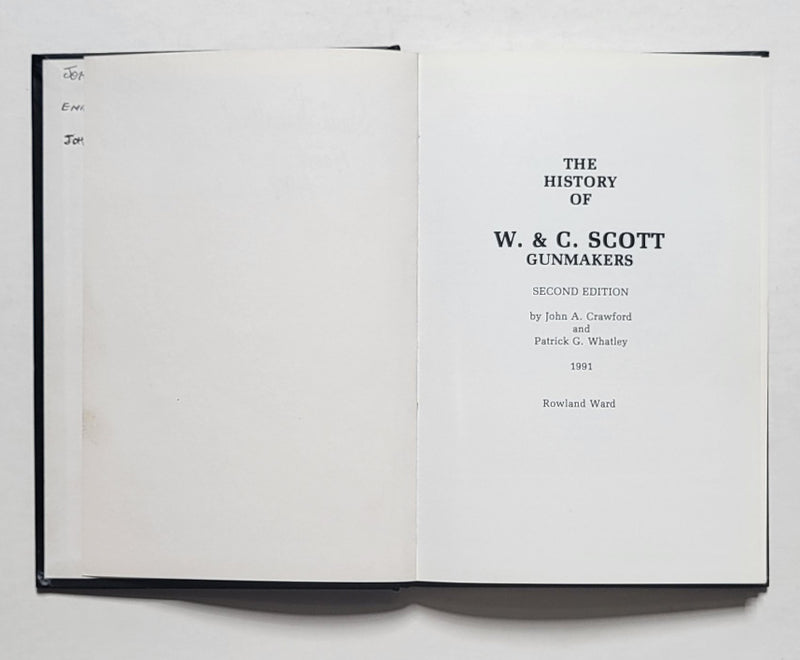 THE
HISTORY
OF
W. & C. SCOTT
GUNMAKERS
SECOND EDITION
by John A. Crawford
and
Patrick G. Whatley
1991
Rowland Ward